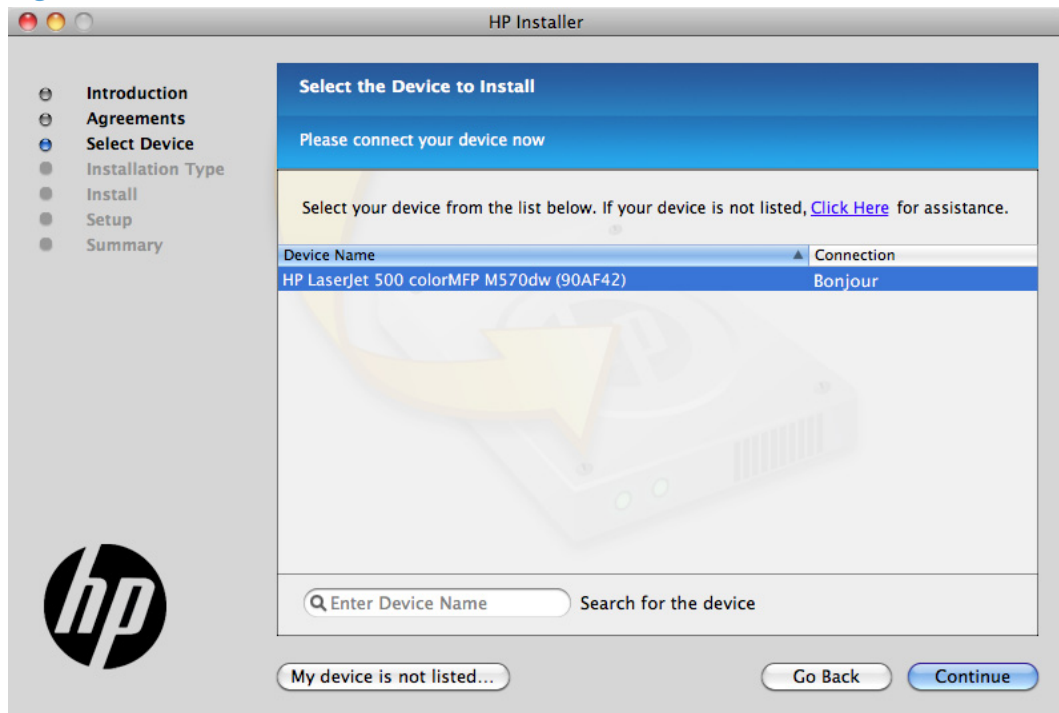 HP Installer
Introduction
Agreements
Select Device
Installation Type
Install
Setup
Summary
Select the Device to Install
Please connect your device now
Select your device from the list below. If your device is not listed, Click Here for assistance.
Device Name Connection
HP LaserJet 500 colorMFP M570dw (90AF42) Bonjour
Enter Device Name Search for the device
hp
My device is not listed... Go Back Continue